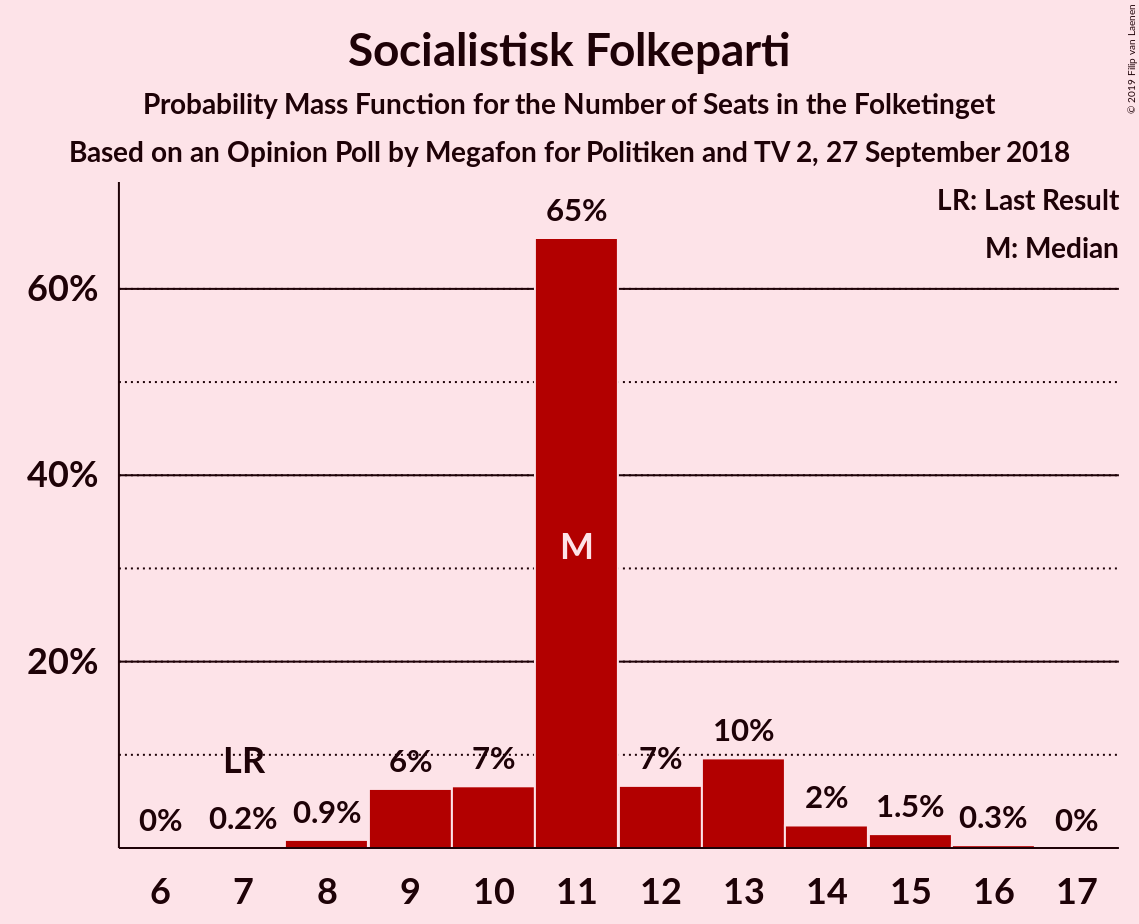 Socialistisk Folkeparti
Probability Mass Function for the Number of Seats in the Folketinget
Based on an Opinion Poll by Megafon for Politiken and TV 2, 27 September 2018
© 2019 Filip van Laenen
LR: Last Result
M: Median
65%
60%
40%
M
20%
10%
LR
6%
7%
7%
0%
0.2%
0.9%
2%
1.5%
0.3%
0%
6 7 8 9 10 11 12 13 14 15 16 17